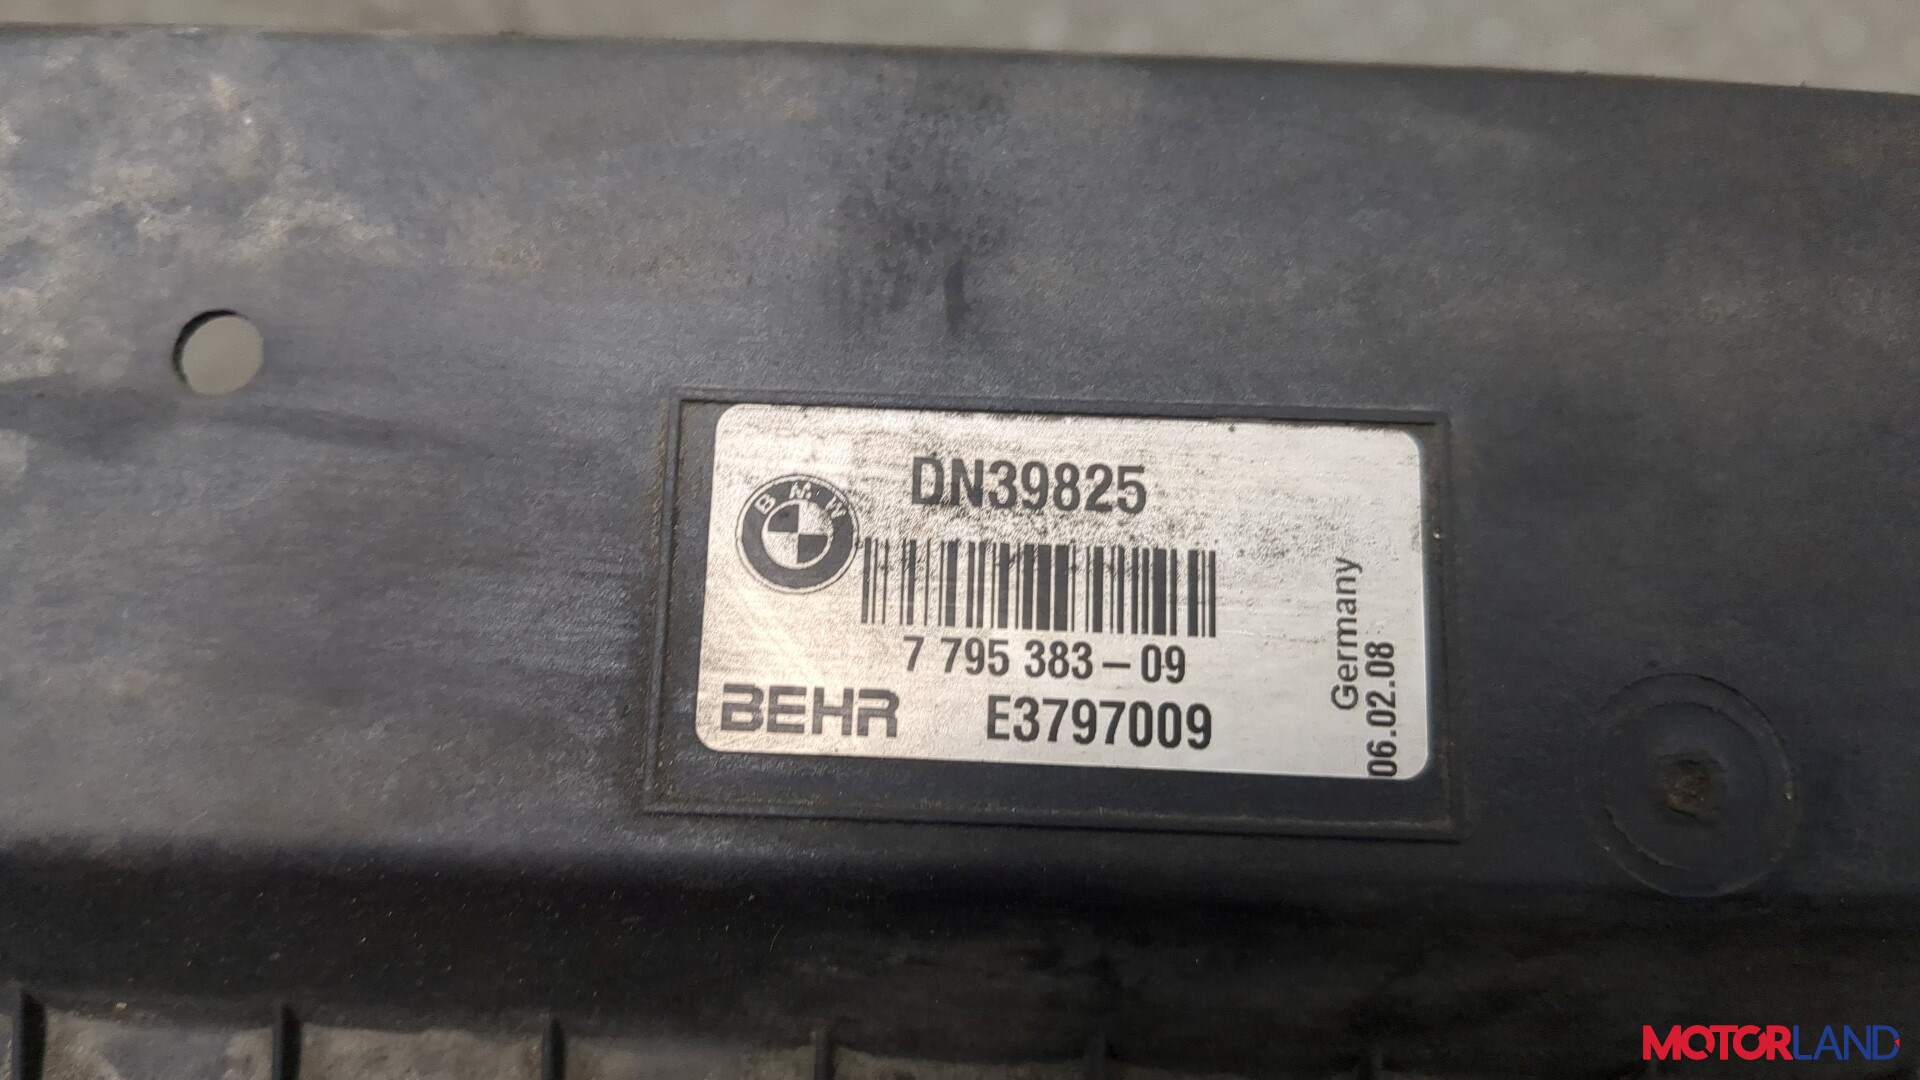 DN39825
BMW
7 795 383 – 09
BEHR E3797009
Germany
06.02.08
MOTORLAND